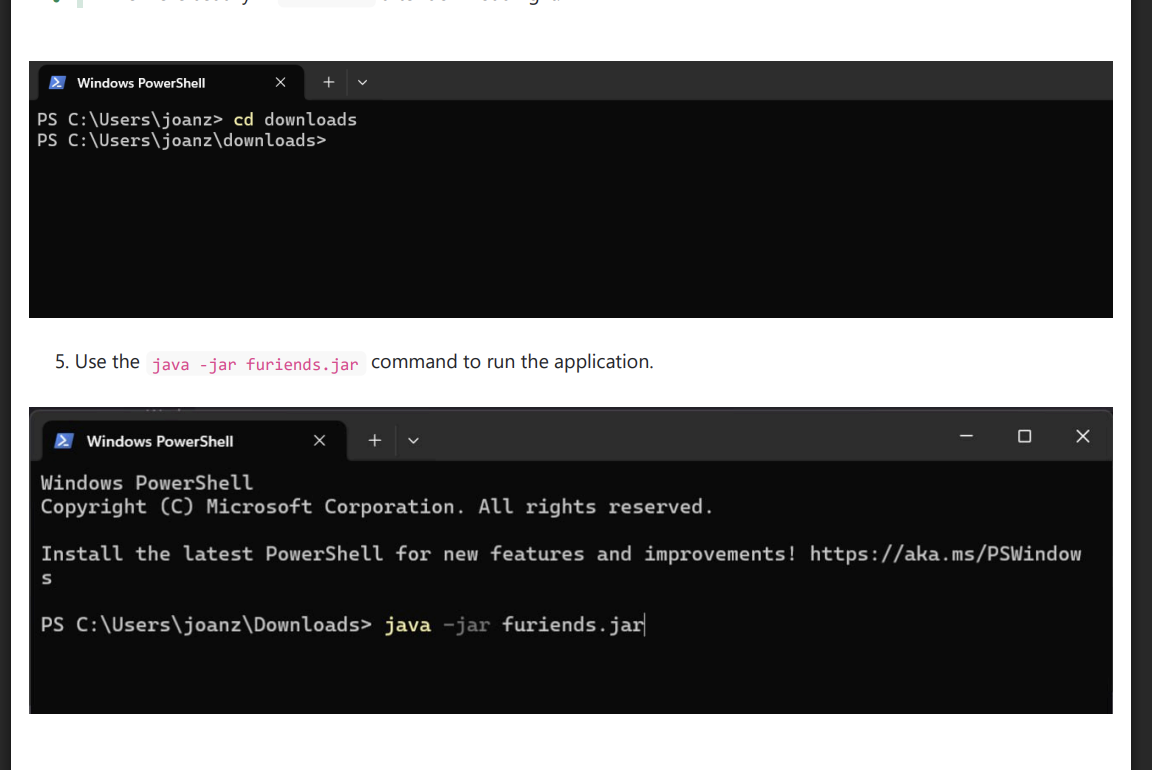 Windows PowerShell
PS C:\Users\joanz> cd downloads
PS C:\Users\joanz\downloads>
5. Use the java -jar furiends.jar command to run the application.
Windows PowerShell
Windows PowerShell
Copyright (C) Microsoft Corporation. All rights reserved.
Install the latest PowerShell for new features and improvements! https://aka.ms/PSWindow
s
PS C:\Users\joanz\Downloads> java -jar furiends.jar